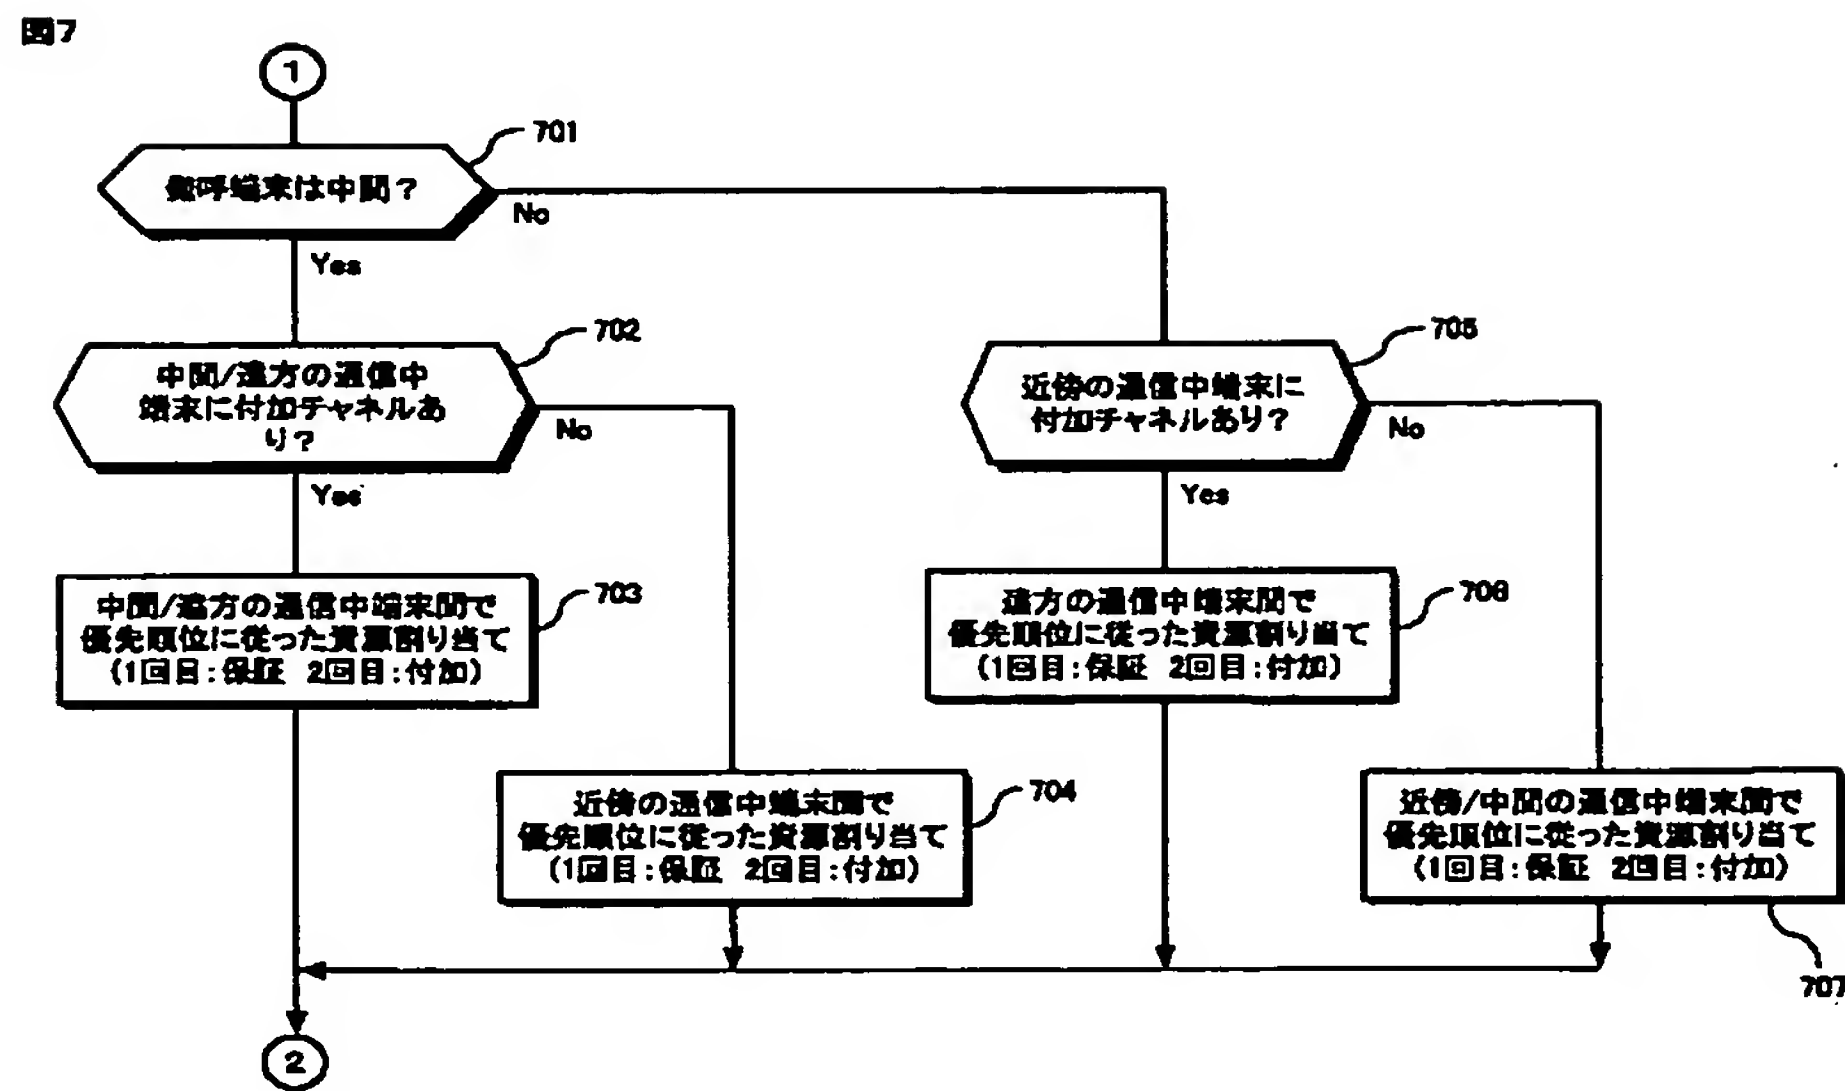 図7
1
701
被呼端末は中間？
No
Yes
702
中間/遠方の通信中
端末に付加チャネルあ
り？
No
Yes
705
近傍の通信中端末に
付加チャネルあり？
No
Yes
703
中間/遠方の通信中端末間で
優先順位に従った資源割り当て
(1回目:保証 2回目:付加)
706
遠方の通信中端末間で
優先順位に従った資源割り当て
(1回目:保証 2回目:付加)
704
近傍の通信中端末間で
優先順位に従った資源割り当て
(1回目:保証 2回目:付加)
近傍/中間の通信中端末間で
優先順位に従った資源割り当て
(1回目:保証 2回目:付加)
707
2